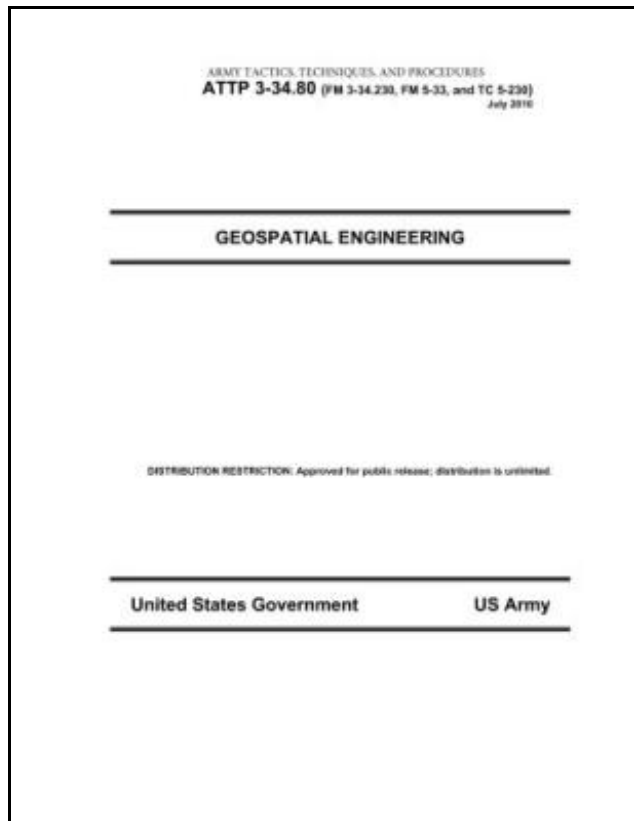 ARMY TACTICS, TECHNIQUES, AND PROCEDURES
ATTP 3-34.80 (FM 3-34.230, FM 5-33, and TC 5-230)
July 2010
GEOSPATIAL ENGINEERING
DISTRIBUTION RESTRICTION: Approved for public release; distribution is unlimited.
United States Government US Army